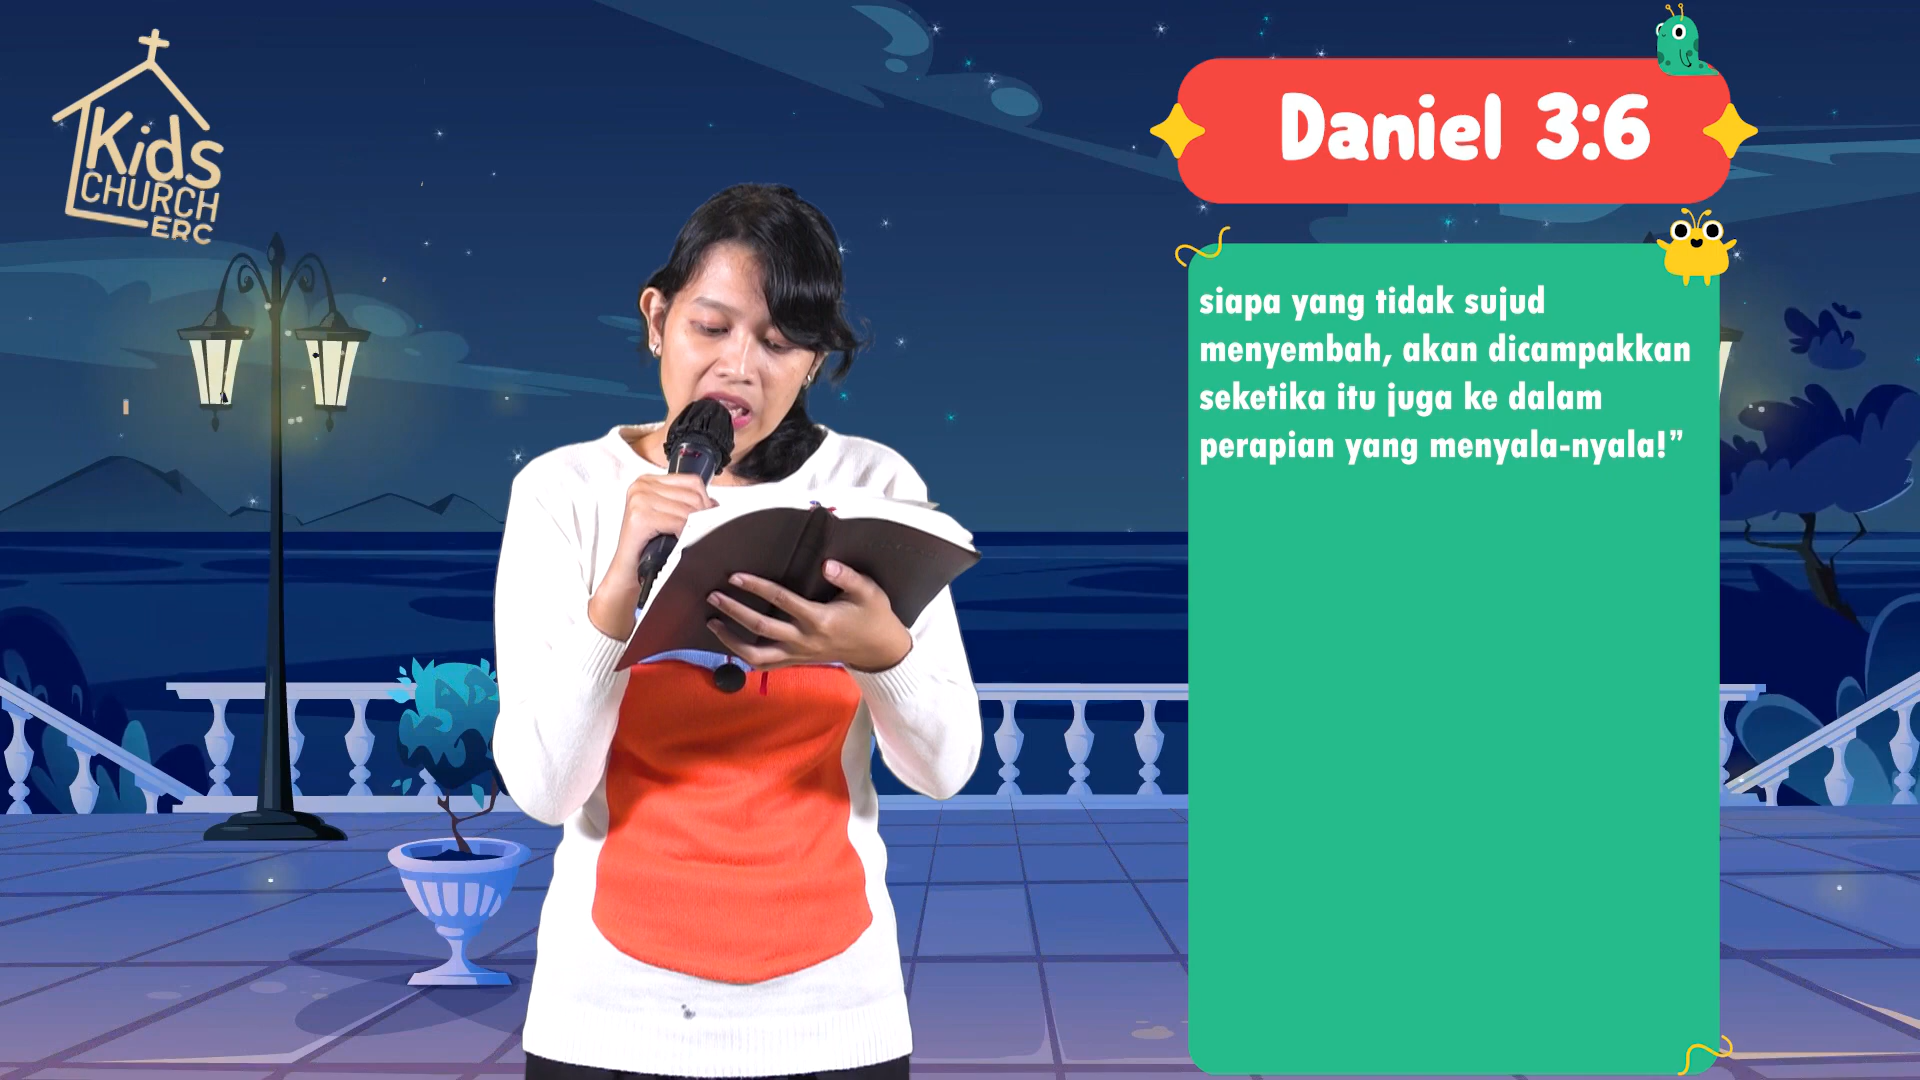 Kids
CHURCH
ERC
Daniel 3:6
siapa yang tidak sujud
menyembah, akan dicampakkan
seketika itu juga ke dalam
perapian yang menyala-nyala!”